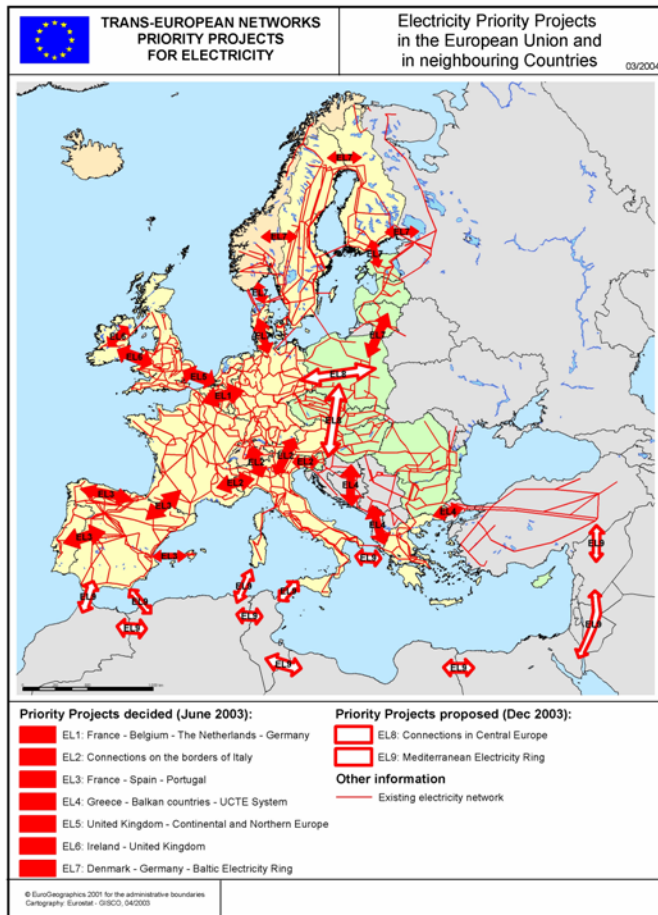 TRANS-EUROPEAN NETWORKS
PRIORITY PROJECTS
FOR ELECTRICITY
Electricity Priority Projects
in the European Union and
in neighbouring Countries
03/2004
EL7
EL7
EL7
EL7
EL7
EL7
EL6
EL5
EL1
EL8
EL8
EL2
EL2
EL2
EL2
EL4
EL4
EL4
EL3
EL3
EL3
EL3
EL9
EL9
EL9
EL9
EL9
EL9
EL9
EL9
EL9
EL9
Priority Projects decided (June 2003):
EL1: France - Belgium - The Netherlands - Germany
EL2: Connections on the borders of Italy
EL3: France - Spain - Portugal
EL4: Greece - Balkan countries - UCTE System
EL5: United Kingdom - Continental and Northern Europe
EL6: Ireland - United Kingdom
EL7: Denmark - Germany - Baltic Electricity Ring
Priority Projects proposed (Dec 2003):
EL8: Connections in Central Europe
EL9: Mediterranean Electricity Ring
Other information
Existing electricity network
© EuroGeographics 2001 for the administrative boundaries
Cartography: Eurostat - GISCO, 04/2003